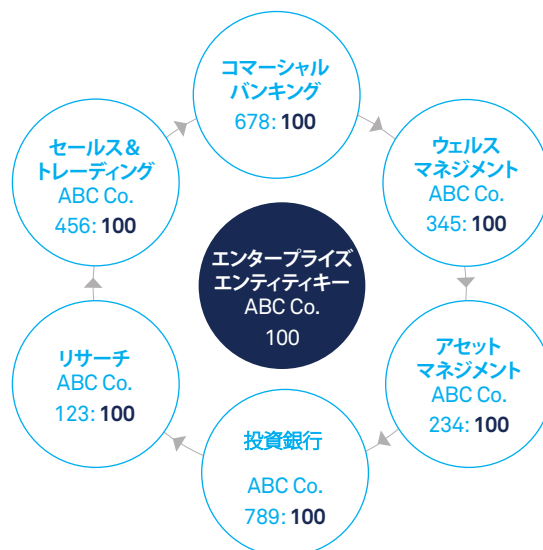 コマーシャル
バンキング
678: 100
ウェルス
マネジメント
ABC Co.
345: 100
アセット
マネジメント
ABC Co.
234: 100
投資銀行
ABC Co.
789: 100
リサーチ
ABC Co.
123: 100
セールス＆
トレーディング
ABC Co.
456: 100
エンタープライズ
エンティティキー
ABC Co.
100